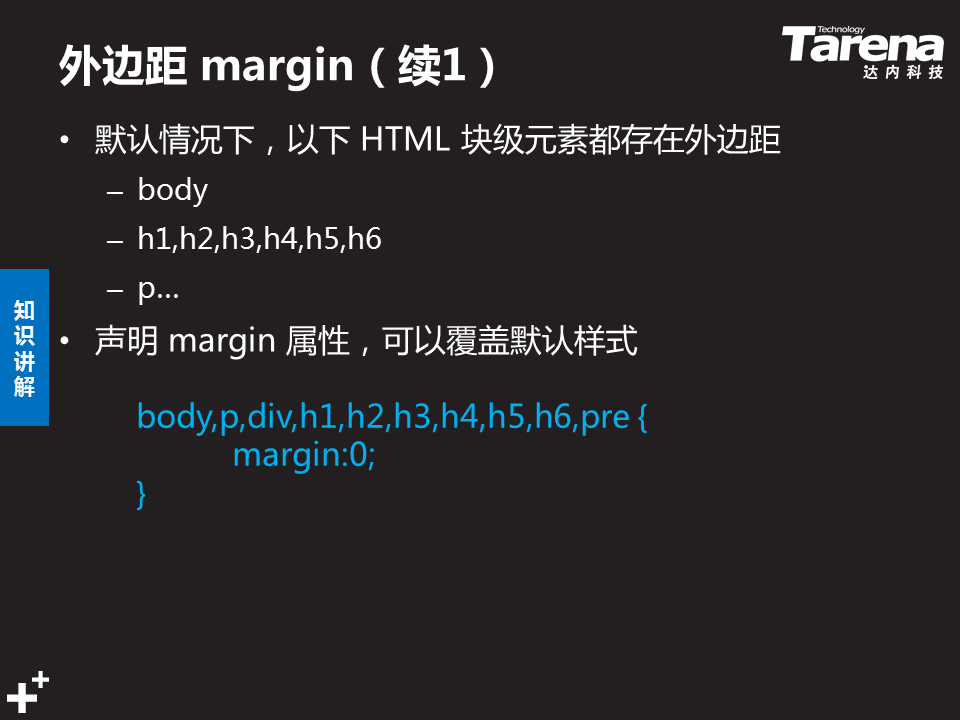 外边距 margin（续1）
Technology
Tarena
达内科技
• 默认情况下，以下 HTML 块级元素都存在外边距
– body
– h1,h2,h3,h4,h5,h6
– p…
知识讲解
• 声明 margin 属性，可以覆盖默认样式
body,p,div,h1,h2,h3,h4,h5,h6,pre {
margin:0;
}